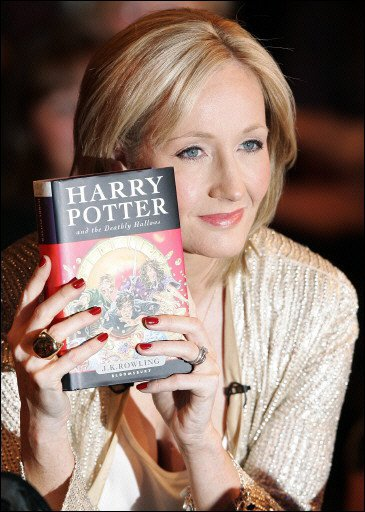 HARRY
POTTER
and the Deathly Hallows
J.K.ROWLING
BLOOMSBURY